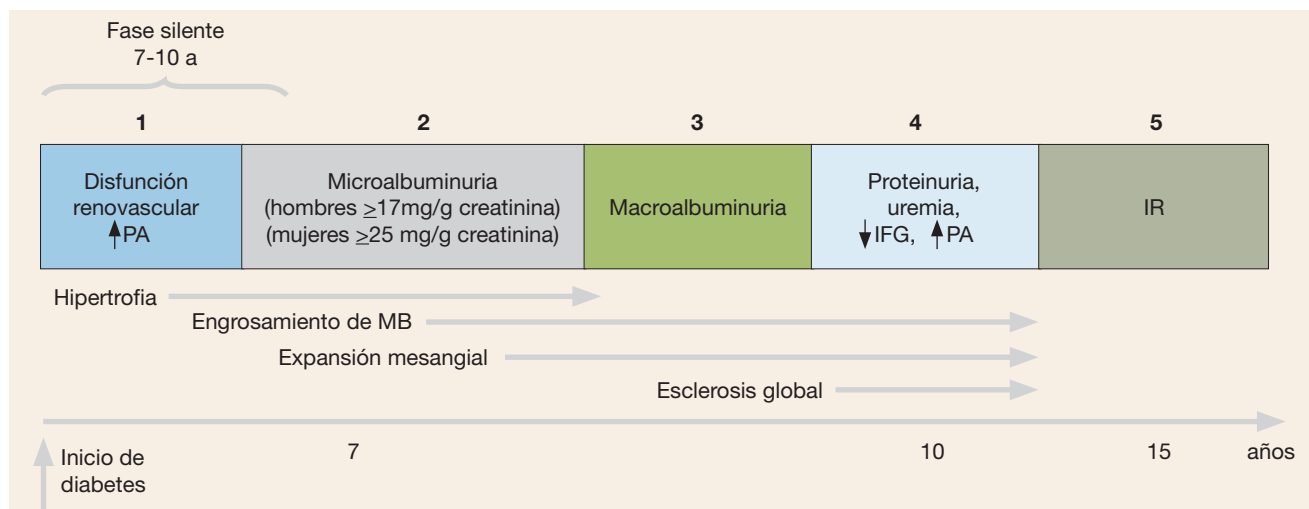 Fase silente
7-10 a
1 2 3 4 5
Disfunción
renovascular
↑PA
Microalbuminuria
(hombres ≥17mg/g creatinina)
(mujeres ≥25 mg/g creatinina)
Macroalbuminuria
Proteinuria,
uremia,
↓IFG, ↑PA
IR
Hipertrofia
Engrosamiento de MB
Expansión mesangial
Esclerosis global
7 10 15 años
Inicio de
diabetes